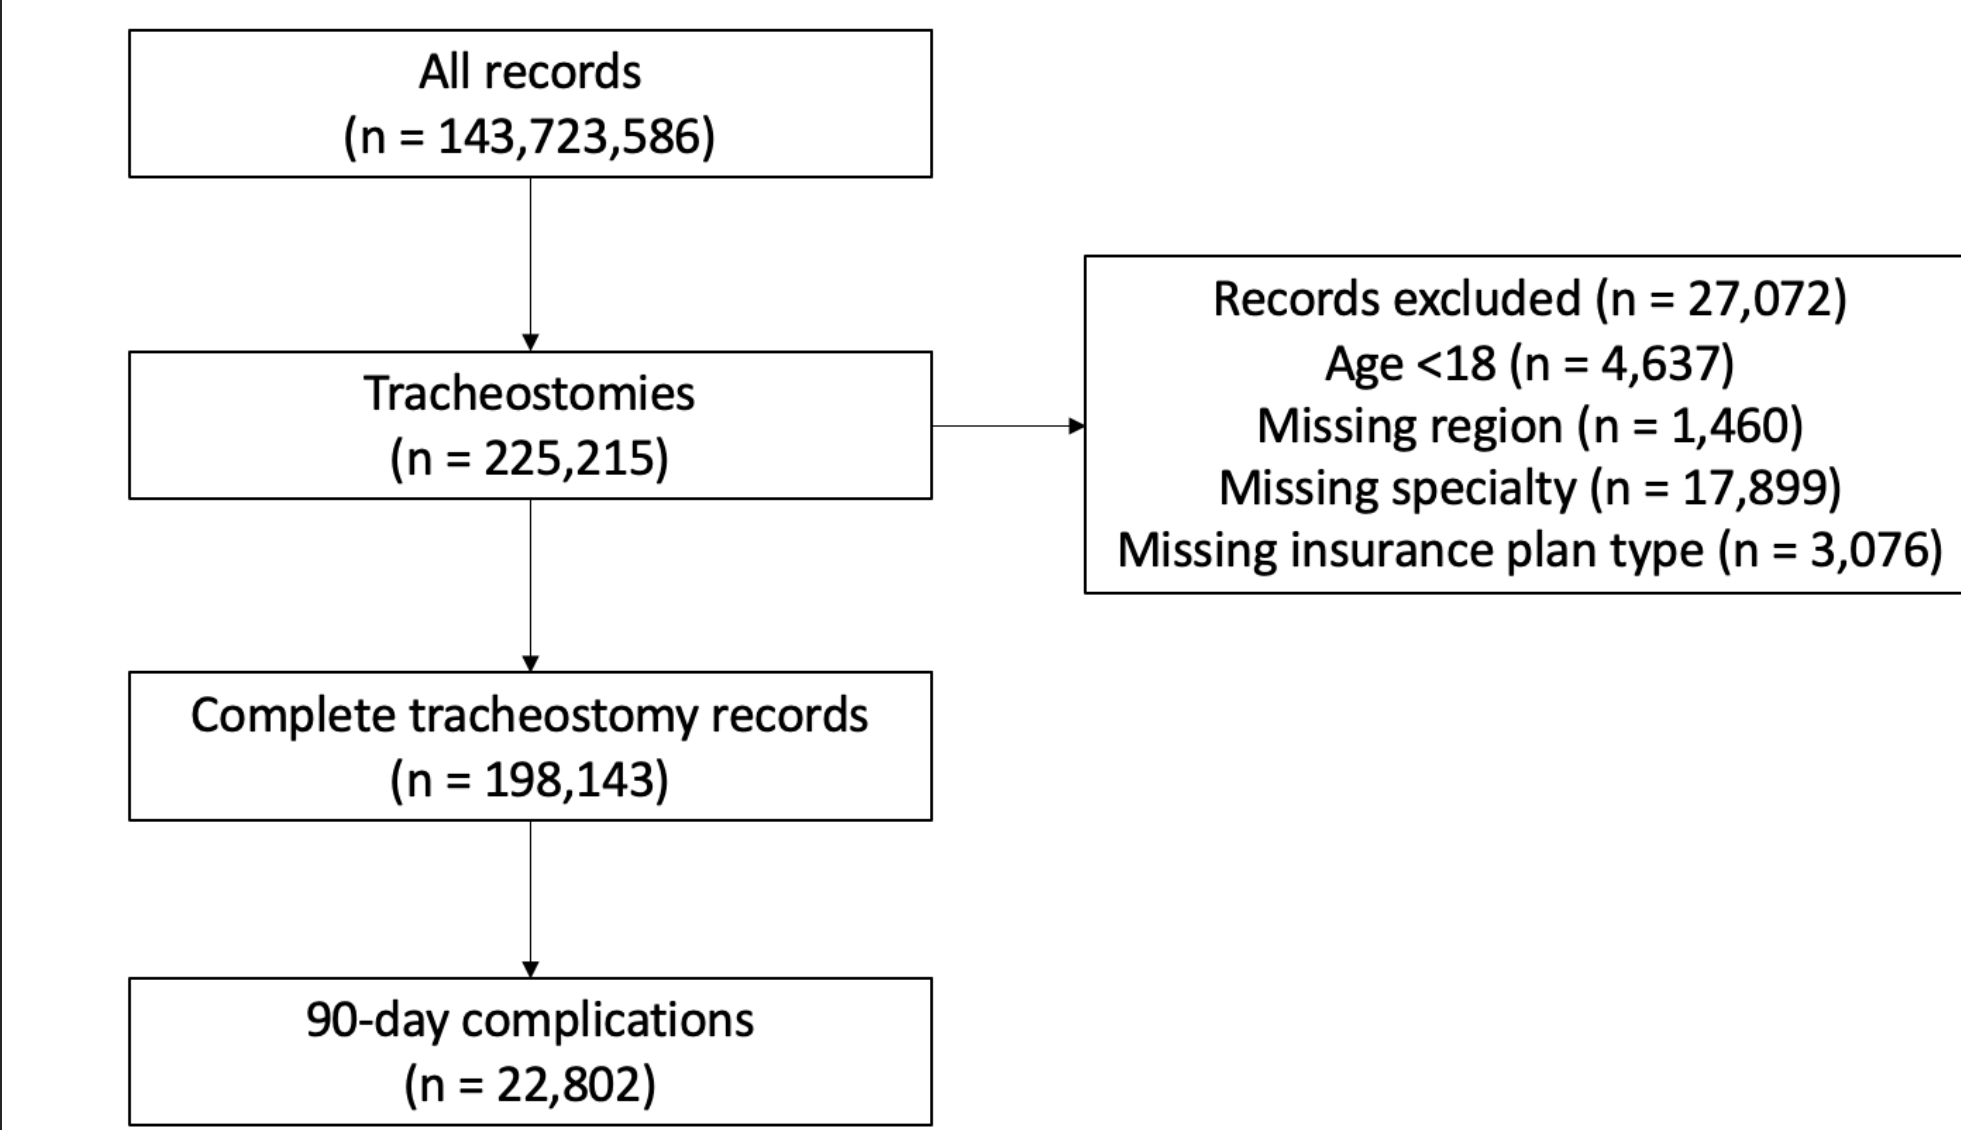 All records
(n = 143,723,586)
Tracheostomies
(n = 225,215)
Records excluded (n = 27,072)
Age <18 (n = 4,637)
Missing region (n = 1,460)
Missing specialty (n = 17,899)
Missing insurance plan type (n = 3,076)
Complete tracheostomy records
(n = 198,143)
90-day complications
(n = 22,802)